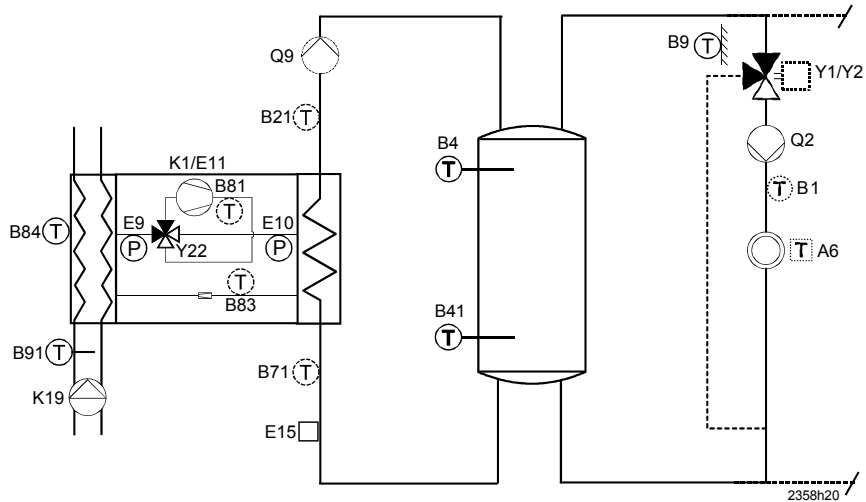 B9
T
Y1/Y2
Q9
B21
T
Q2
K1/E11
B4
T
B81
T
T
B1
B84
T
E9
E10
P
Y22
P
T
A6
T
B83
B41
T
B91
T
B71
T
K19
E15
2358h20